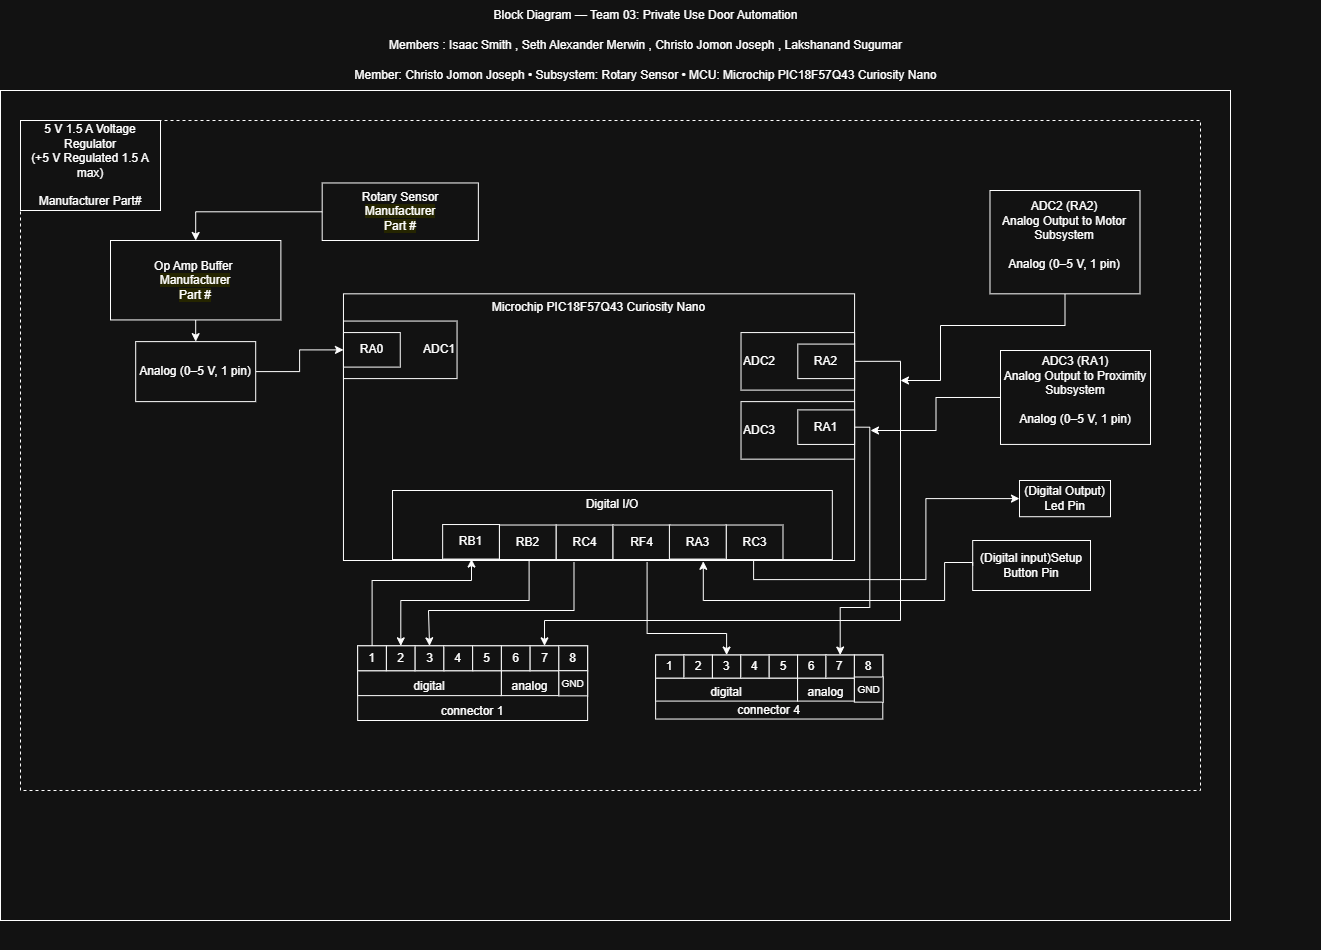 Block Diagram — Team 03: Private Use Door Automation
Members : Isaac Smith , Seth Alexander Merwin , Christo Jomon Joseph , Lakshanand Sugumar
Member: Christo Jomon Joseph • Subsystem: Rotary Sensor • MCU: Microchip PIC18F57Q43 Curiosity Nano
5 V 1.5 A Voltage
Regulator
(+5 V Regulated 1.5 A
max)
Manufacturer Part#
Rotary Sensor
Manufacturer
Part #
Op Amp Buffer
Manufacturer
Part #
Analog (0–5 V, 1 pin)
Microchip PIC18F57Q43 Curiosity Nano
RA0
ADC1
ADC2
RA2
ADC3
RA1
ADC2 (RA2)
Analog Output to Motor
Subsystem
Analog (0–5 V, 1 pin)
ADC3 (RA1)
Analog Output to Proximity
Subsystem
Analog (0–5 V, 1 pin)
Digital I/O
RB1
RB2
RC4
RF4
RA3
RC3
(Digital Output)
Led Pin
(Digital input)Setup
Button Pin
1 2 3 4 5 6 7 8
digital
analog
GND
connector 1
1 2 3 4 5 6 7 8
digital
analog
GND
connector 4